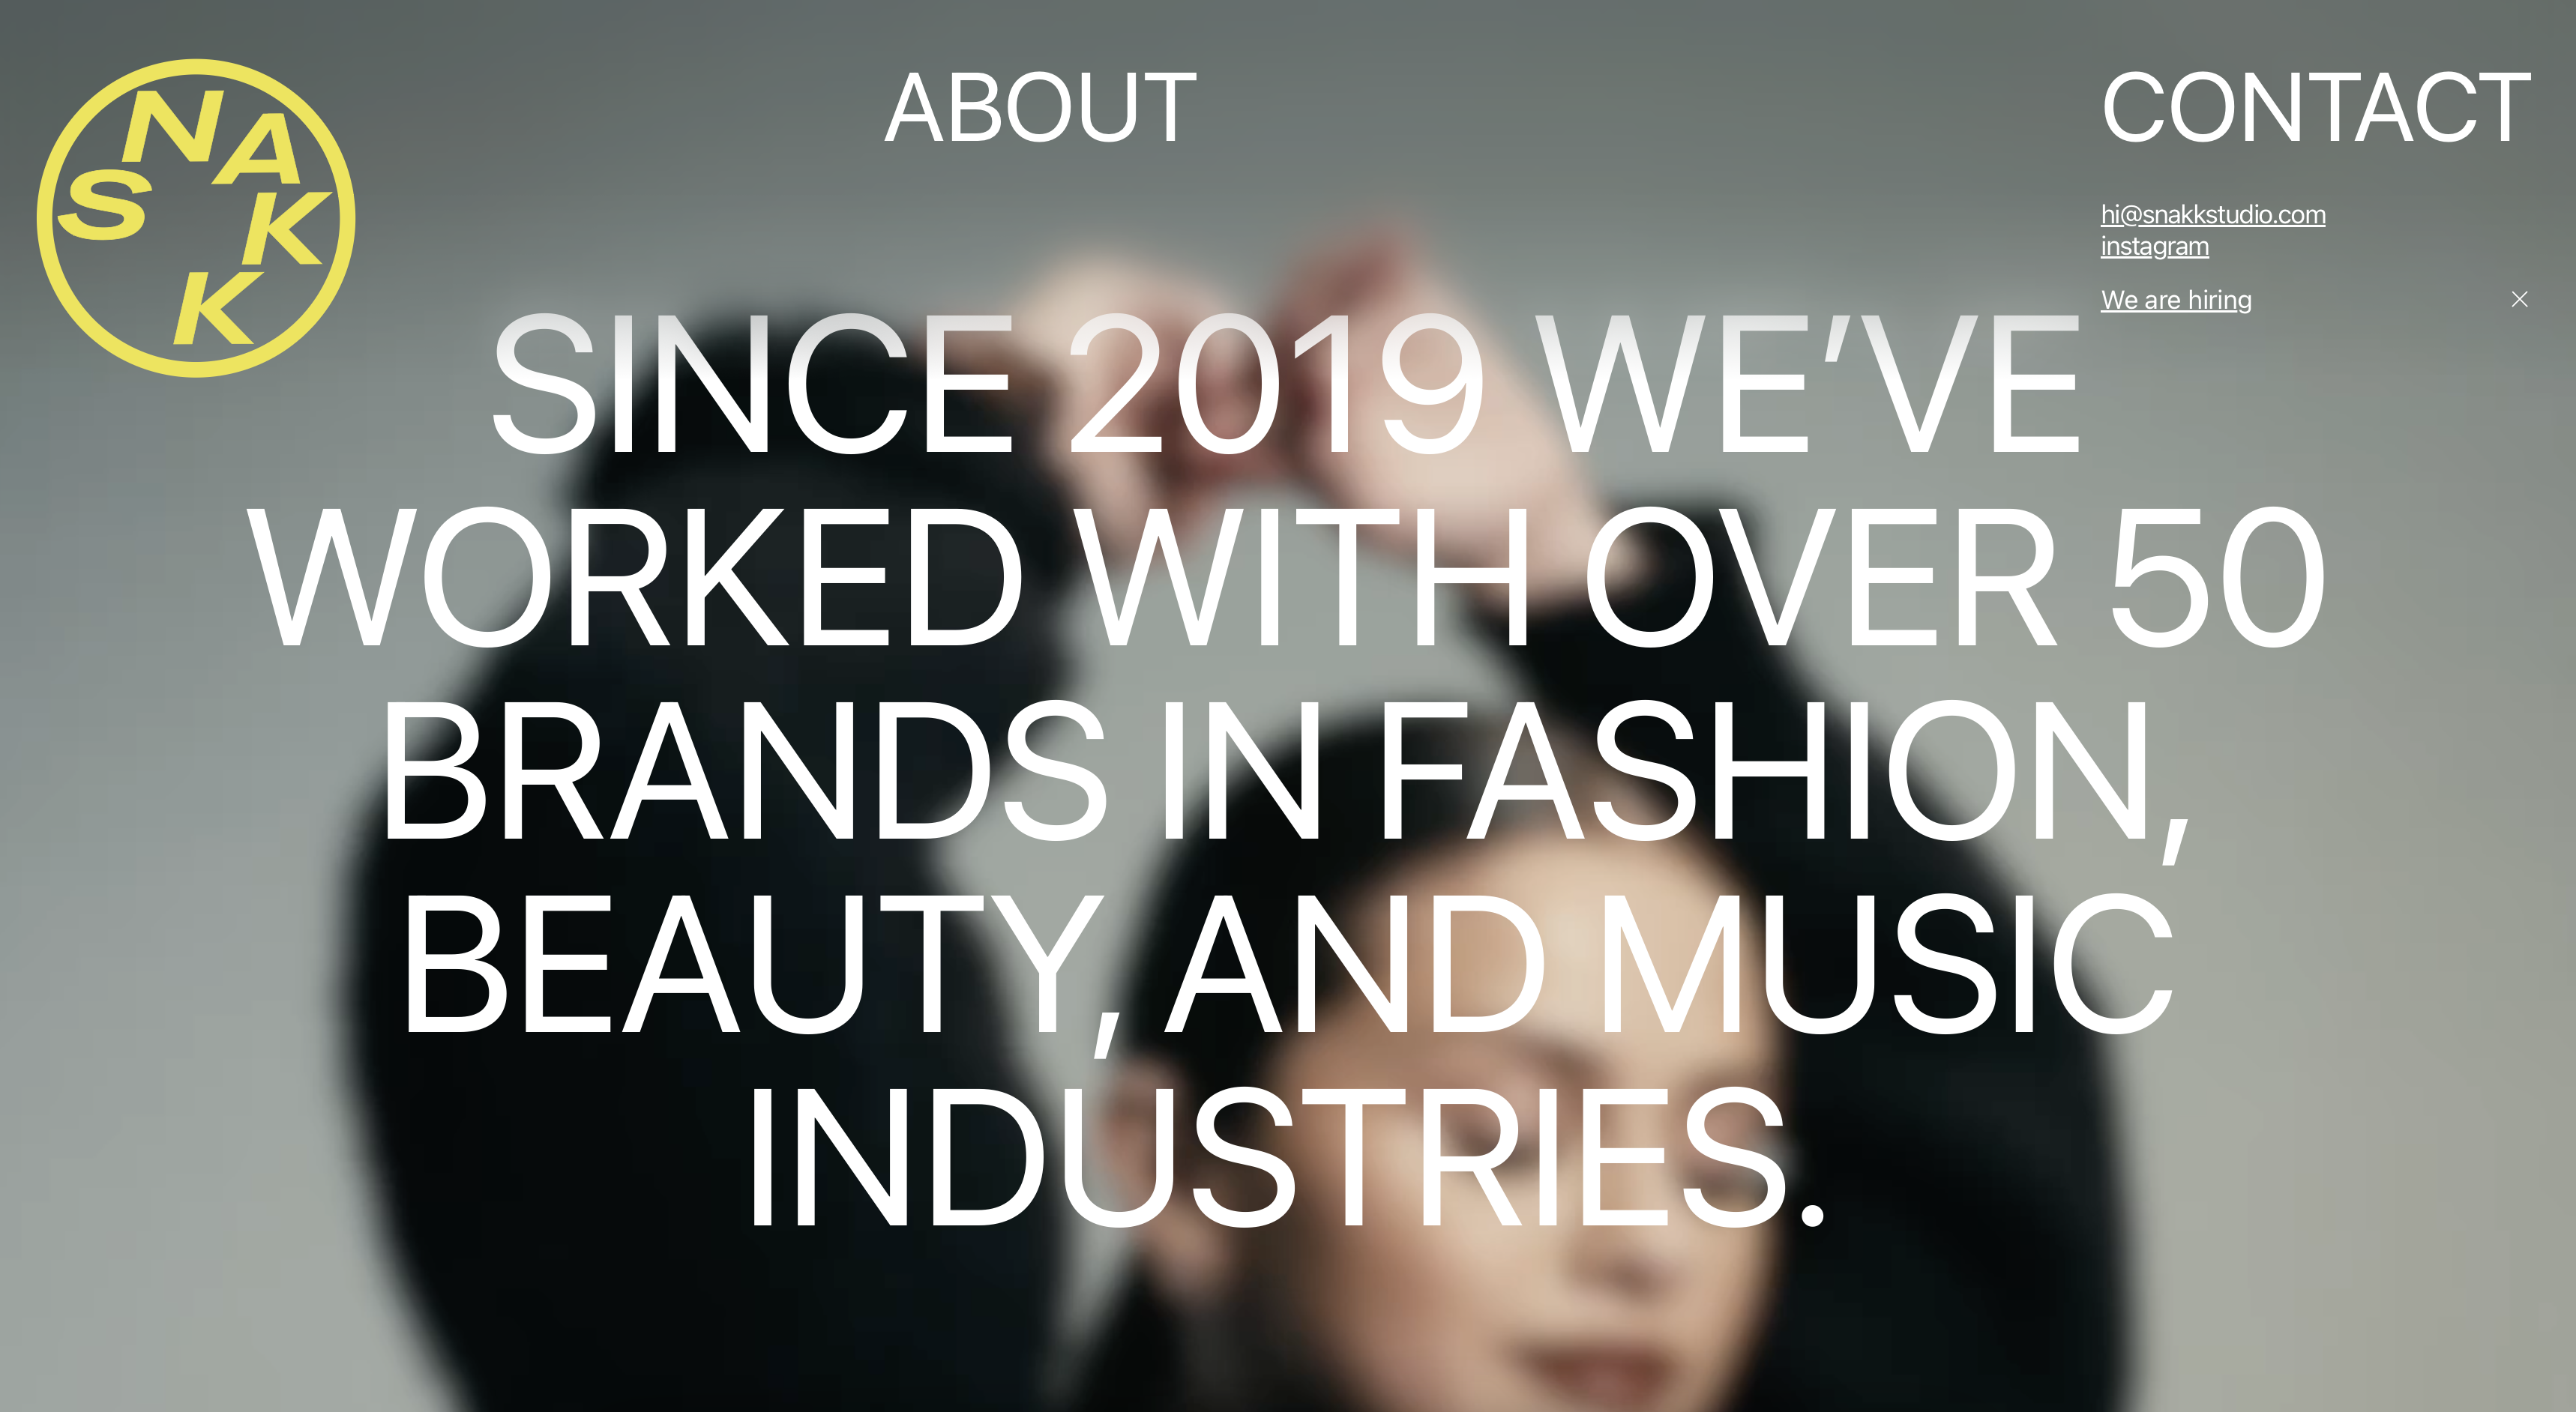 SNAKK
ABOUT
CONTACT
hi@snakkstudio.com
instagram
We are hiring
SINCE 2019 WE’VE
WORKED WITH OVER 50
BRANDS IN FASHION,
BEAUTY, AND MUSIC
INDUSTRIES.